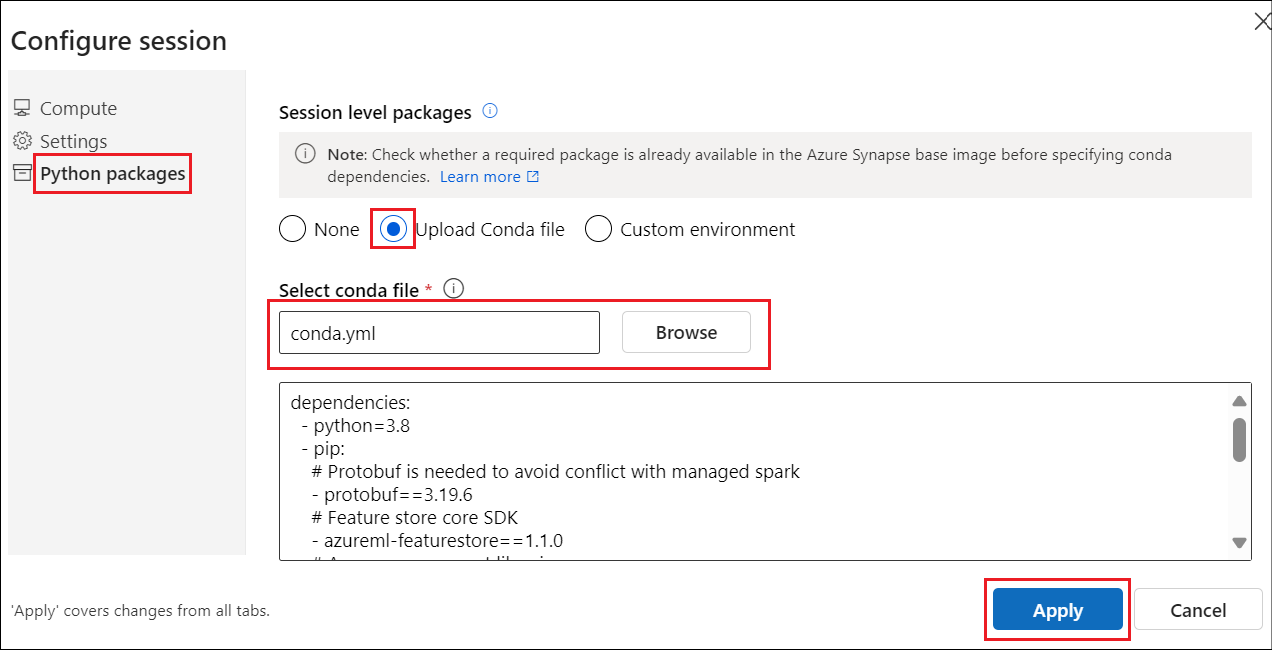 Configure session
Compute
Settings
Python packages
Session level packages
Note: Check whether a required package is already available in the Azure Synapse base image before specifying conda
dependencies. Learn more
None
Upload Conda file
Custom environment
Select conda file *
conda.yml
Browse
dependencies:
- python=3.8
- pip:
# Protobuf is needed to avoid conflict with managed spark
- protobuf==3.19.6
# Feature store core SDK
- azureml-featurestore==1.1.0
'Apply' covers changes from all tabs.
Apply
Cancel